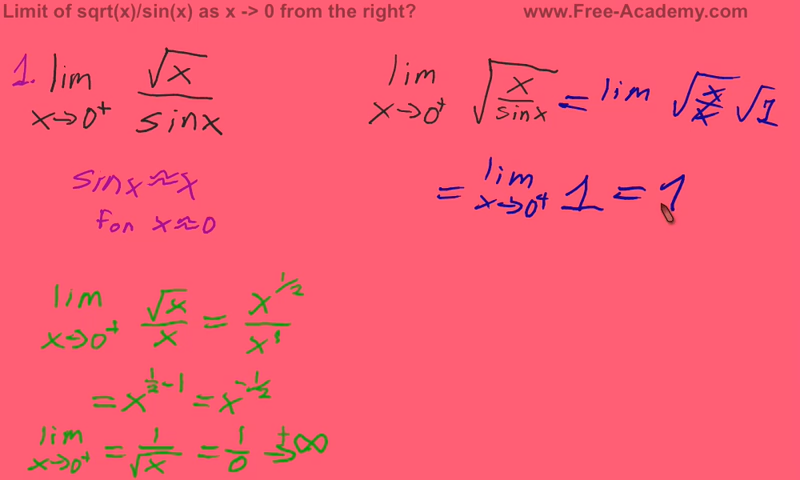 Limit of sqrt(x)/sin(x) as x -> 0 from the right?
www.Free-Academy.com
1. lim x→0⁺ √x / sinx
sinx ≈ x
for x ≈ 0
lim x→0⁺ √x / x = x^1/2 / x^1
= x^1/2-1 = x^-1/2
lim x→0⁺ = 1/√x = 1/0 → +∞
lim x→0⁺ √(x/sinx) = lim √(x/x) √1
= lim x→0⁺ 1 = 1